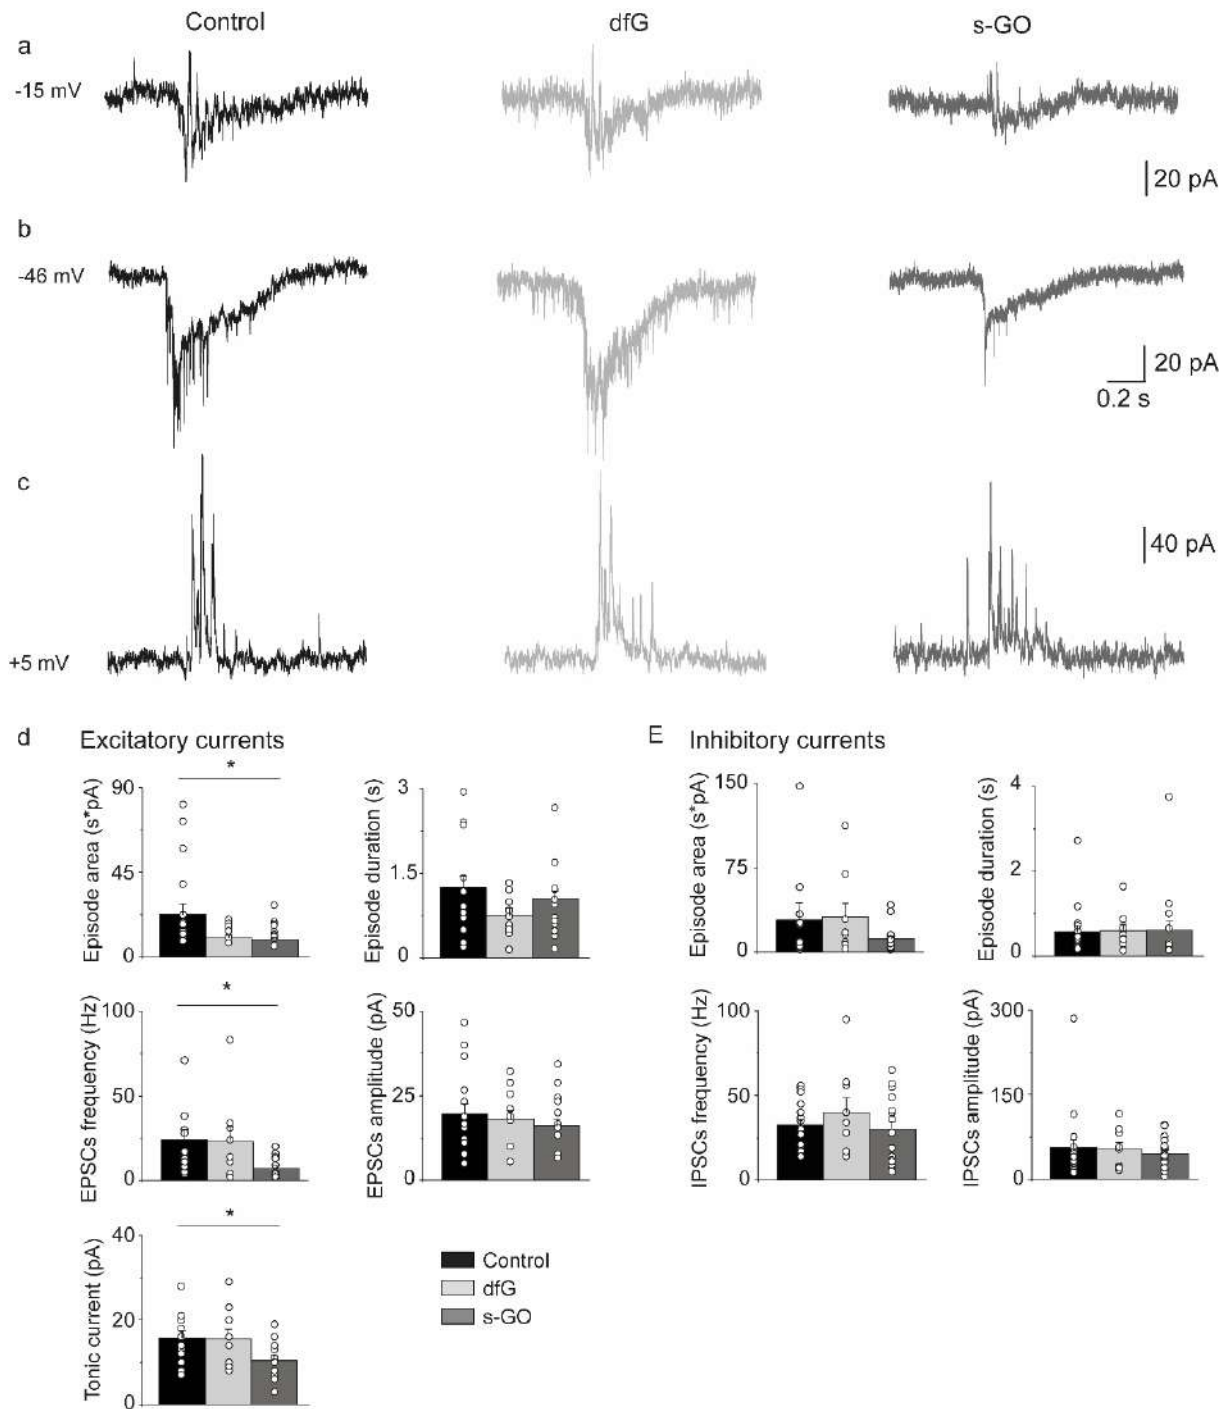 Control dfG s-GO
a
-15 mV
20 pA
b
-46 mV
20 pA
0.2 s
c
40 pA
+5 mV
d Excitatory currents
E Inhibitory currents
*
Episode area (s*pA)
90
45
0
Episode duration (s)
3
1.5
0
Episode area (s*pA)
150
75
0
Episode duration (s)
4
2
0
*
EPSCs frequency (Hz)
100
50
0
EPSCs amplitude (pA)
50
25
0
IPSCs frequency (Hz)
100
50
0
IPSCs amplitude (pA)
300
150
0
*
Tonic current (pA)
40
20
0
Control
dfG
s-GO